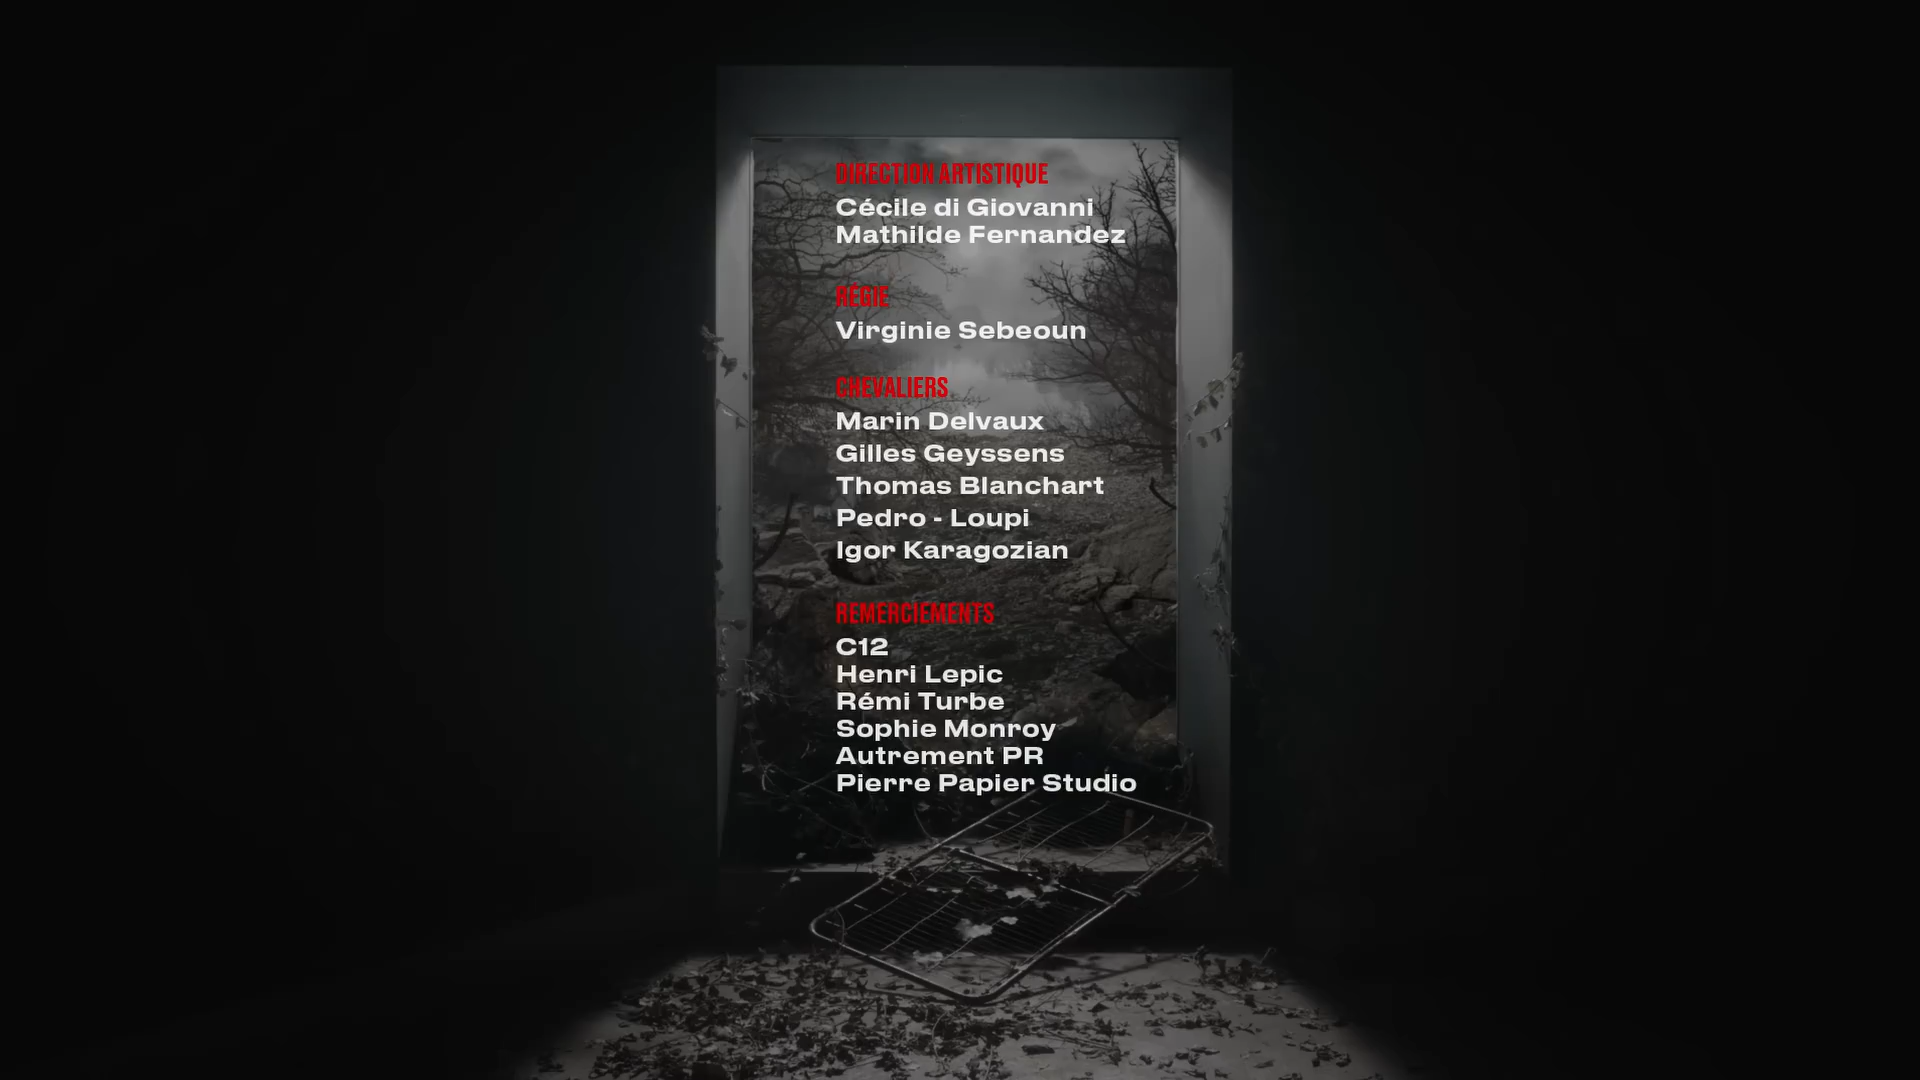 DIRECTION ARTISTIQUE
Cécile di Giovanni
Mathilde Fernandez
RÉGIE
Virginie Sebeoun
CHEVALIERS
Marin Delvaux
Gilles Geyssens
Thomas Blanchart
Pedro - Loupi
Igor Karagozian
REMERCIEMENTS
C12
Henri Lepic
Rémi Turbe
Sophie Monroy
Autrement PR
Pierre Papier Studio